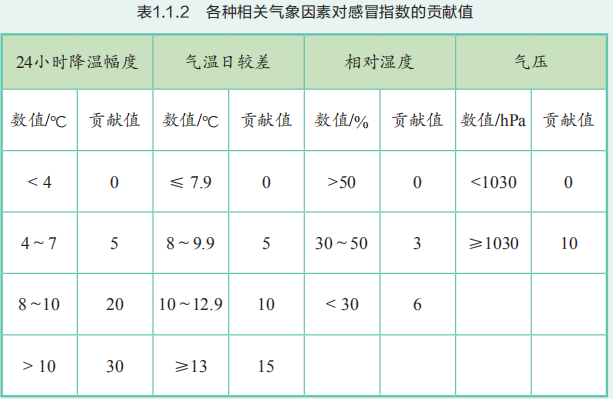 表1.1.2 各种相关气象因素对感冒指数的贡献值
24小时降温幅度 气温日较差 相对湿度 气压
数值/℃ 贡献值 数值/℃ 贡献值 数值/% 贡献值 数值/hPa 贡献值
< 4 0 ≤ 7.9 0 >50 0 <1030 0
4~7 5 8~9.9 5 30~50 3 ≥1030 10
8~10 20 10~12.9 10 < 30 6
> 10 30 ≥13 15